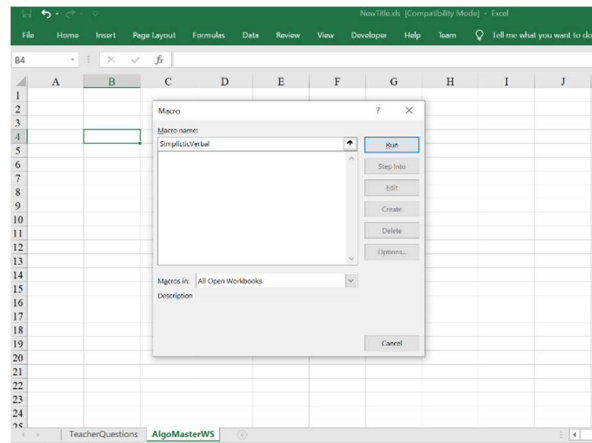 NewTitle.xls [Compatibility Mode] - Excel
File Home Insert Page Layout Formulas Data Review View Developer Help Team Tell me what you want to do
B4 fx
A B C D E F G H I J
1
2
3
4
5
6
7
8
9
10
11
12
13
14
15
16
17
18
19
20
21
22
23
24
25
Macro ? ×
Macro name:
SimplisticVerbal
Run
Step Into
Edit
Create
Delete
Options...
Macros in: All Open Workbooks
Description
Cancel
TeacherQuestions AlgoMasterWS